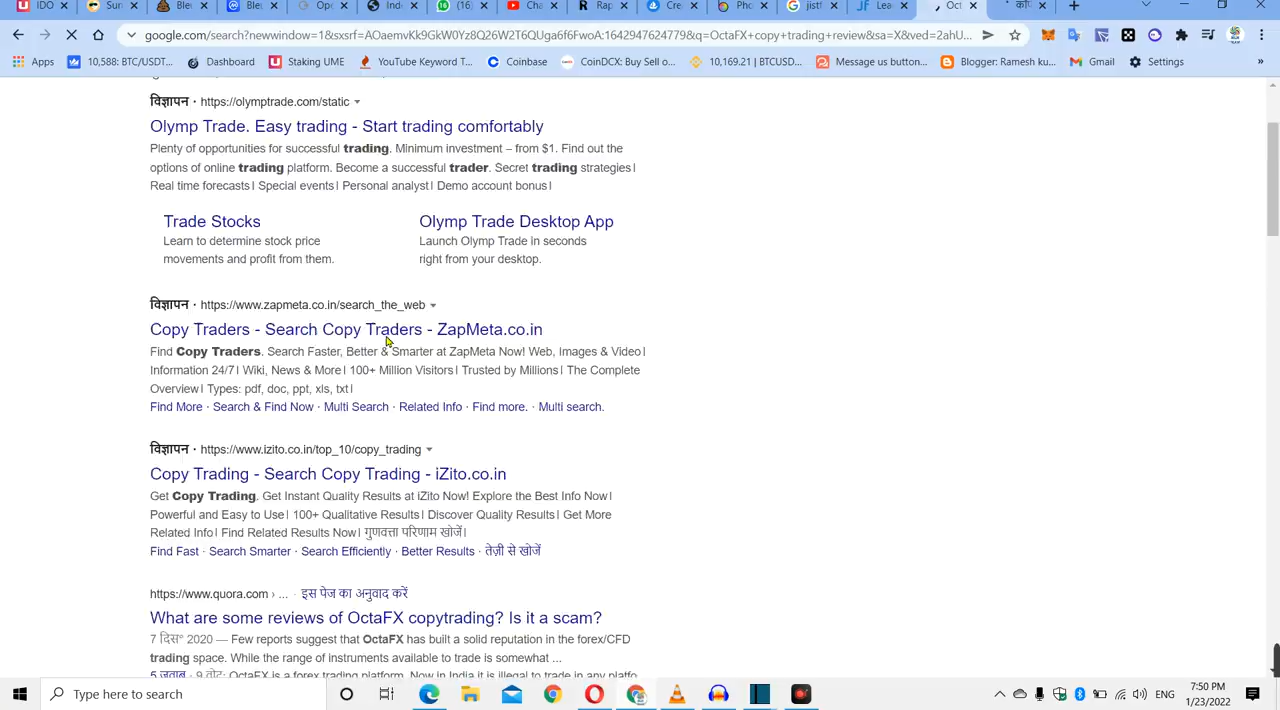 IDO
Ble
Sun
Ble
Ope
Ind
(16)
Cha
Rap
Cre
Pho
jistf
Lea
Oct
कॉप
google.com/search?newwindow=1&sxsrf=AOaemvKk9GkW0Yz8Q26W2T6QUga6f6FwoA:1642947624779&q=OctaFX+copy+trading+review&sa=X&ved=2ahU...
Apps 10,588: BTC/USDT... Dashboard Staking UME YouTube Keyword T... Coinbase CoinDCX: Buy Sell o... 10,169.21 | BTCUSD... Message us button... Blogger: Ramesh ku... Gmail Settings »
विज्ञापन · https://olymptrade.com/static
Olymp Trade. Easy trading - Start trading comfortably
Plenty of opportunities for successful trading. Minimum investment – from $1. Find out the
options of online trading platform. Become a successful trader. Secret trading strategies|
Real time forecasts| Special events| Personal analyst| Demo account bonus|
Trade Stocks Olymp Trade Desktop App
Learn to determine stock price Launch Olymp Trade in seconds
movements and profit from them. right from your desktop.
विज्ञापन · https://www.zapmeta.co.in/search_the_web
Copy Traders - Search Copy Traders - ZapMeta.co.in
Find Copy Traders. Search Faster, Better & Smarter at ZapMeta Now! Web, Images & Video|
Information 24/7| Wiki, News & More| 100+ Million Visitors| Trusted by Millions| The Complete
Overview| Types: pdf, doc, ppt, xls, txt|
Find More · Search & Find Now · Multi Search · Related Info · Find more. · Multi search.
विज्ञापन · https://www.izito.co.in/top_10/copy_trading
Copy Trading - Search Copy Trading - iZito.co.in
Get Copy Trading. Get Instant Quality Results at iZito Now! Explore the Best Info Now|
Powerful and Easy to Use| 100+ Qualitative Results| Discover Quality Results| Get More
Related Info| Find Related Results Now| गुणवत्ता परिणाम खोजें|
Find Fast · Search Smarter · Search Efficiently · Better Results · तेज़ी से खोजें
https://www.quora.com › ... · इस पेज का अनुवाद करें
What are some reviews of OctaFX copytrading? Is it a scam?
7 दिस॰ 2020 — Few reports suggest that OctaFX has built a solid reputation in the forex/CFD
trading space. While the range of instruments available to trade is somewhat ...
5 जवाब · 9 वोट: OctaFX is a forex trading platform. Now in India it is illegal to trade in any platfo
Type here to search
ENG
7:50 PM
1/23/2022